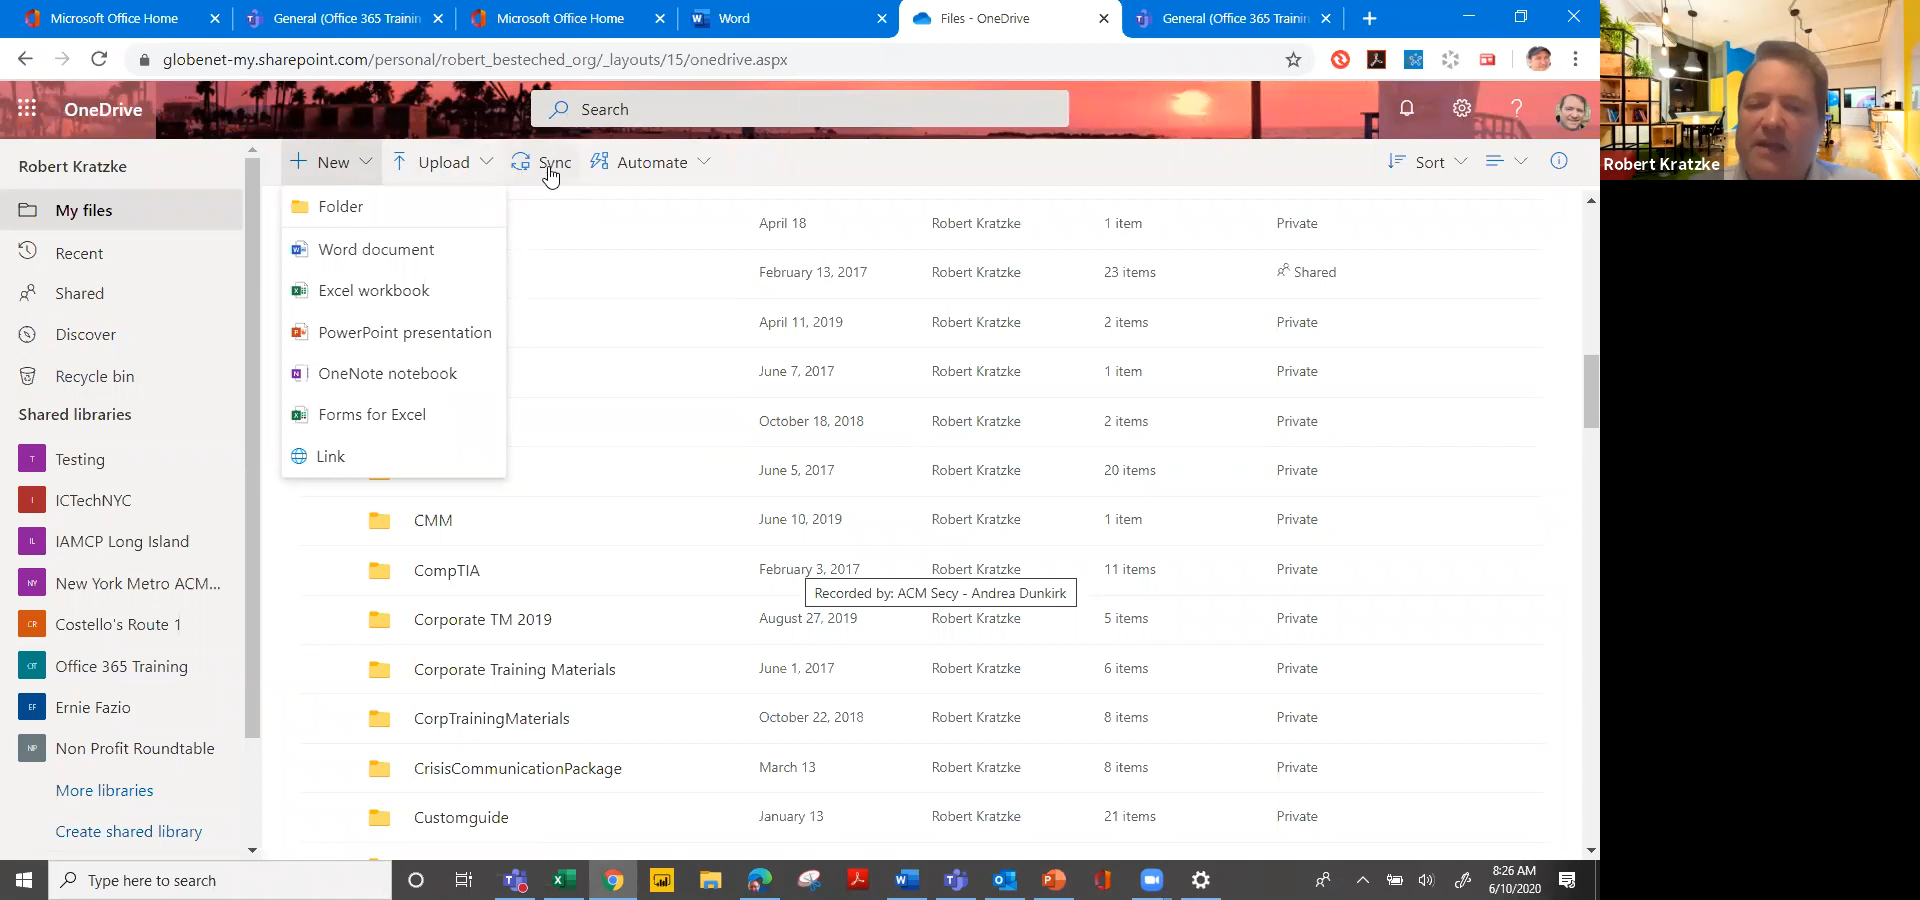 Microsoft Office Home
General (Office 365 Trainin
Microsoft Office Home
Word
Files - OneDrive
General (Office 365 Trainin
globenet-my.sharepoint.com/personal/robert_besteched_org/_layouts/15/onedrive.aspx
OneDrive
Search
Robert Kratzke
Robert Kratzke
New
Upload
Sync
Automate
Sort
My files
Recent
Shared
Discover
Recycle bin
Shared libraries
T Testing
I ICTechNYC
IL IAMCP Long Island
NY New York Metro ACM...
CR Costello's Route 1
OT Office 365 Training
EF Ernie Fazio
NP Non Profit Roundtable
More libraries
Create shared library
Folder
Word document
Excel workbook
PowerPoint presentation
OneNote notebook
Forms for Excel
Link
April 18 Robert Kratzke 1 item Private
February 13, 2017 Robert Kratzke 23 items Shared
April 11, 2019 Robert Kratzke 2 items Private
June 7, 2017 Robert Kratzke 1 item Private
October 18, 2018 Robert Kratzke 2 items Private
June 5, 2017 Robert Kratzke 20 items Private
CMM June 10, 2019 Robert Kratzke 1 item Private
CompTIA February 3, 2017 Robert Kratzke 11 items Private
Recorded by: ACM Secy - Andrea Dunkirk
Corporate TM 2019 August 27, 2019 Robert Kratzke 5 items Private
Corporate Training Materials June 1, 2017 Robert Kratzke 6 items Private
CorpTrainingMaterials October 22, 2018 Robert Kratzke 8 items Private
CrisisCommunicationPackage March 13 Robert Kratzke 8 items Private
Customguide January 13 Robert Kratzke 21 items Private
Type here to search
8:26 AM
6/10/2020